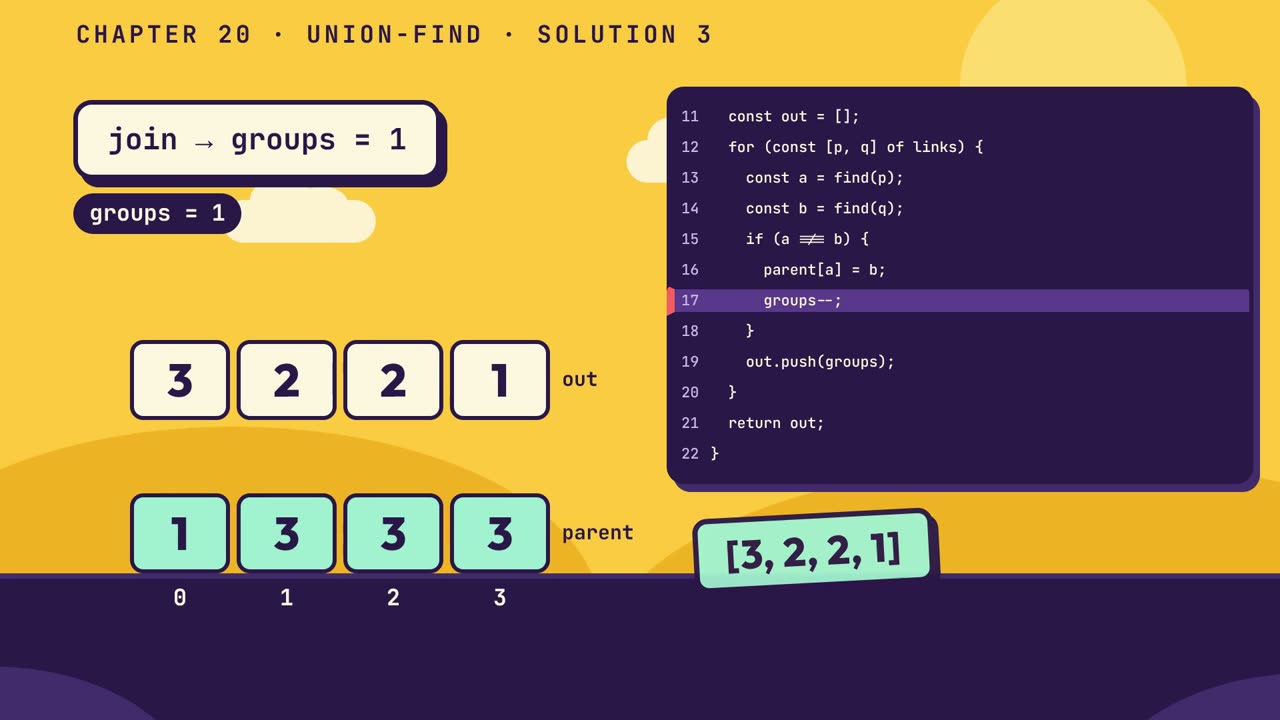 CHAPTER 20 · UNION-FIND · SOLUTION 3
join → groups = 1
groups = 1
3 2 2 1 out
1 3 3 3 parent
0 1 2 3
11 const out = [];
12 for (const [p, q] of links) {
13 const a = find(p);
14 const b = find(q);
15 if (a !== b) {
16 parent[a] = b;
17 groups--;
18 }
19 out.push(groups);
20 }
21 return out;
22 }
[3, 2, 2, 1]